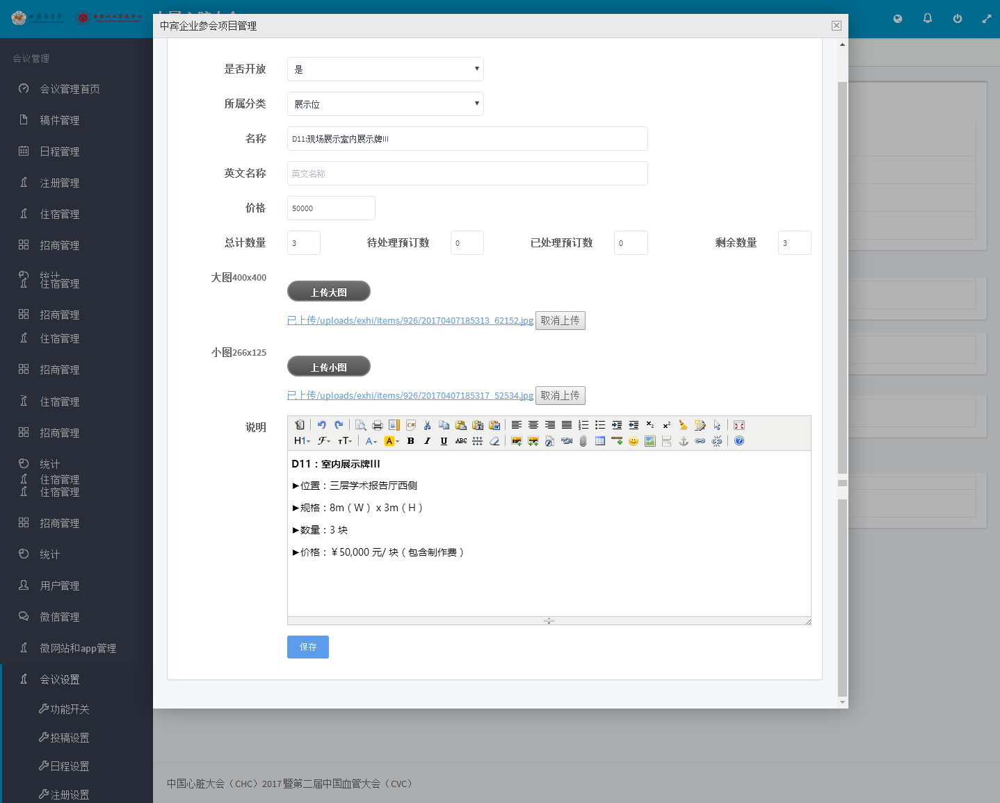 中宾企业参会项目管理
会议管理
会议管理首页
稿件管理
日程管理
注册管理
住宿管理
招商管理
统计
住宿管理
招商管理
住宿管理
招商管理
住宿管理
招商管理
统计
住宿管理
住宿管理
招商管理
统计
用户管理
微信管理
微网站和app管理
会议设置
功能开关
投稿设置
日程设置
注册设置
是否开放 是
所属分类 展示位
名称 D11:现场展示室内展示牌III
英文名称 英文名称
价格 50000
总计数量 3 待处理预订数 0 已处理预订数 0 剩余数量 3
大图400x400
上传大图
已上传/uploads/exhi/items/926/20170407185313_62152.jpg 取消上传
小图266x125
上传小图
已上传/uploads/exhi/items/926/20170407185317_52534.jpg 取消上传
说明
D11：室内展示牌III
►位置：三层学术报告厅西侧
►规格：8m（W） x 3m（H）
►数量：3 块
►价格：￥50,000 元/ 块（包含制作费）
保存
中国心脏大会（CHC）2017 暨第二届中国血管大会（CVC）